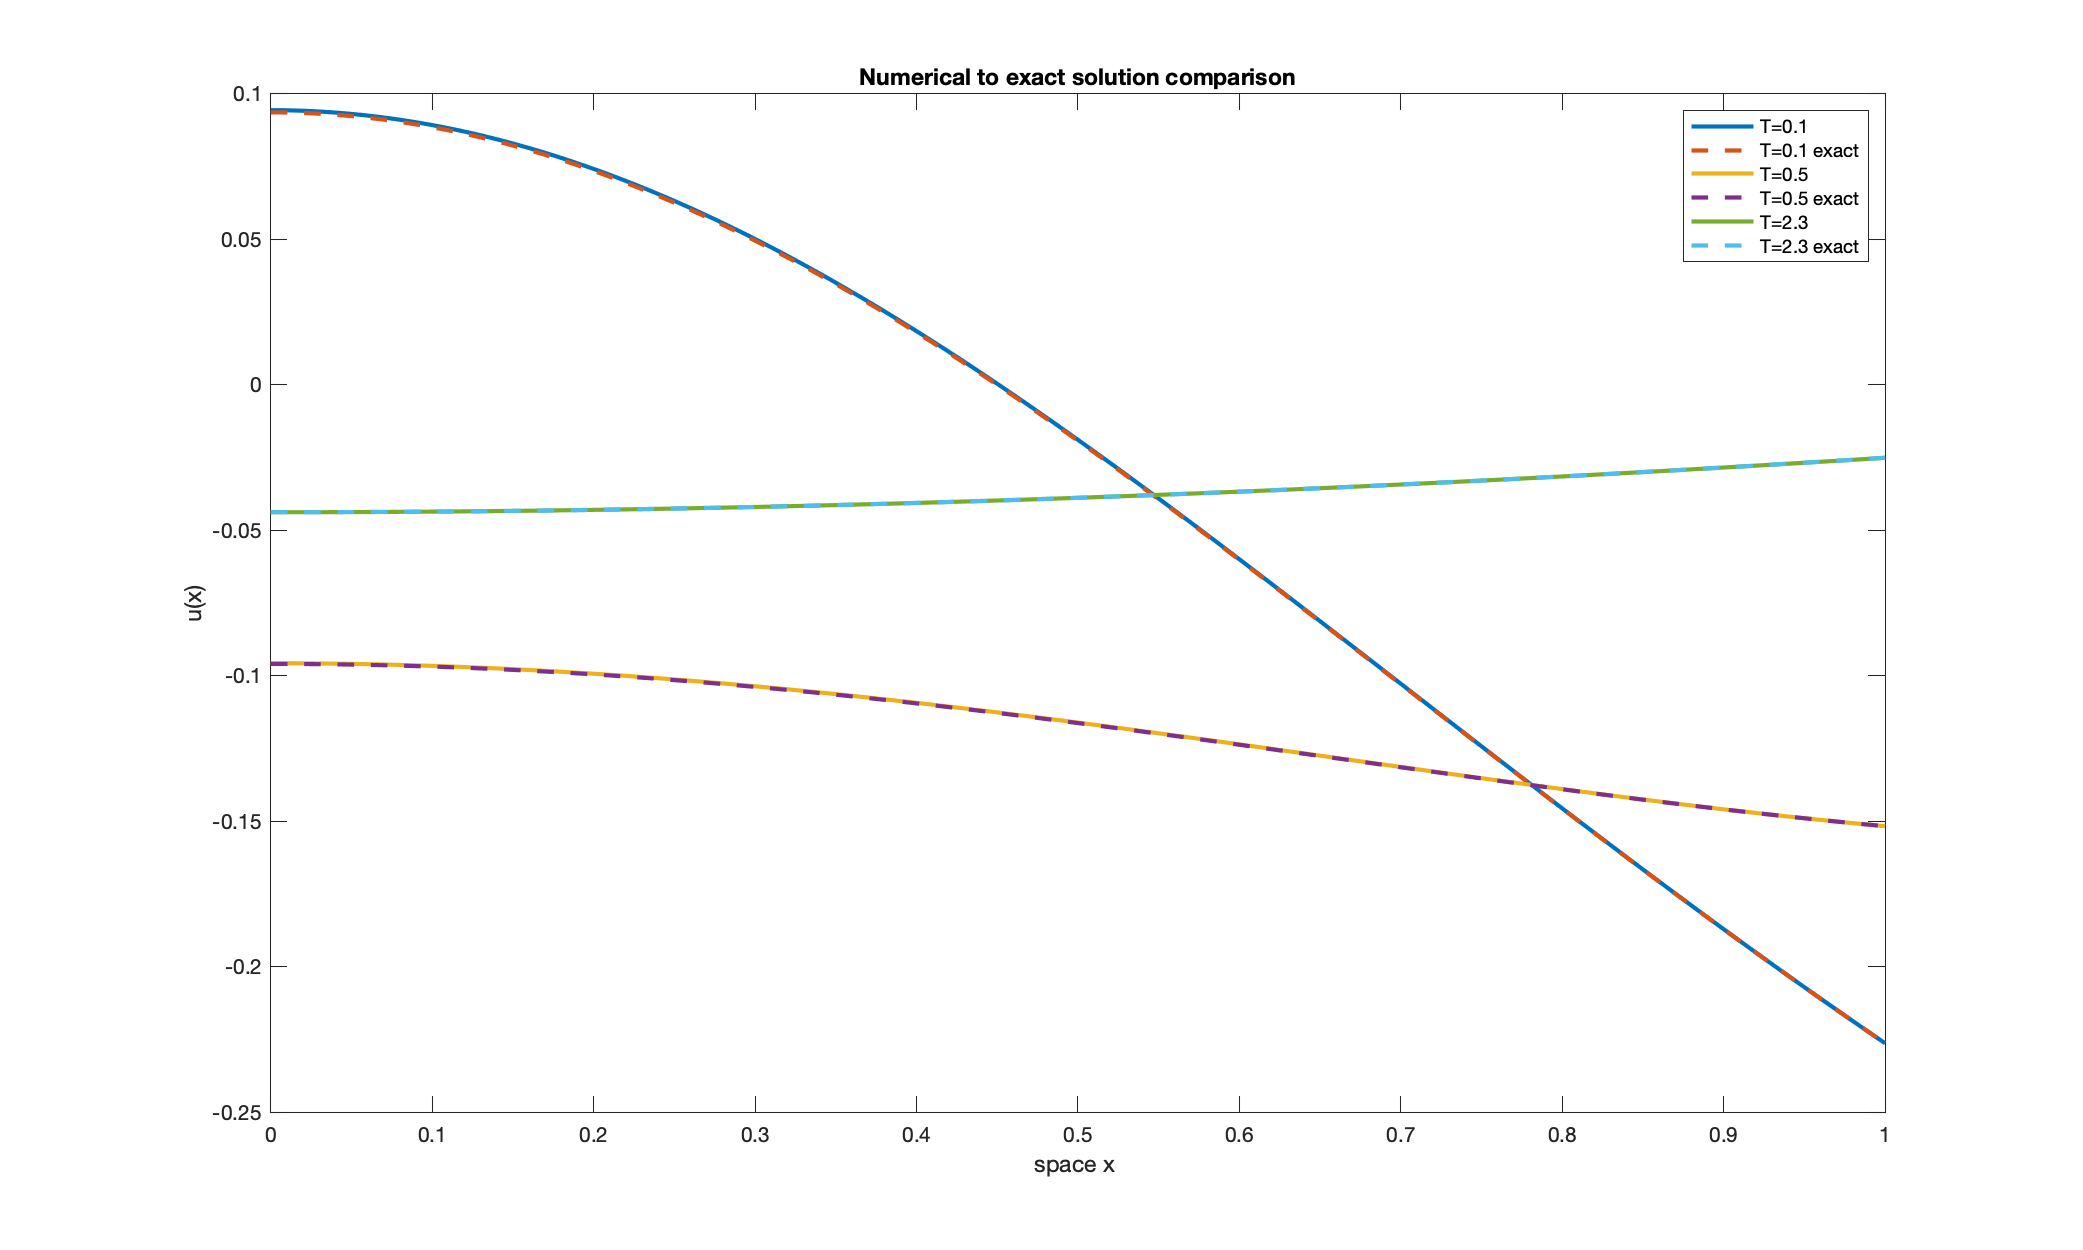 Numerical to exact solution comparison
0.1
0.05
0
-0.05
-0.1
-0.15
-0.2
-0.25
u(x)
T=0.1
T=0.1 exact
T=0.5
T=0.5 exact
T=2.3
T=2.3 exact
0 0.1 0.2 0.3 0.4 0.5 0.6 0.7 0.8 0.9 1
space x